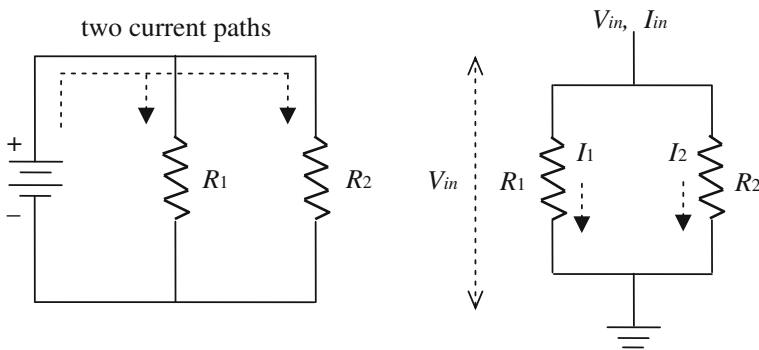 two current paths
+
−
R1
R2
Vin, Iin
Vin
R1
I1
I2
R2